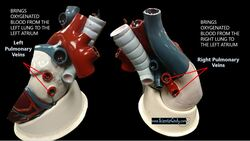 BRINGS
OXYGENATED
BLOOD FROM THE
LEFT LUNG TO THE
LEFT ATRIUM
Left
Pulmonary
Veins
BRINGS
OXYGENATED
BLOOD FROM THE
RIGHT LUNG TO
THE LEFT ATRIUM
Right Pulmonary
Veins